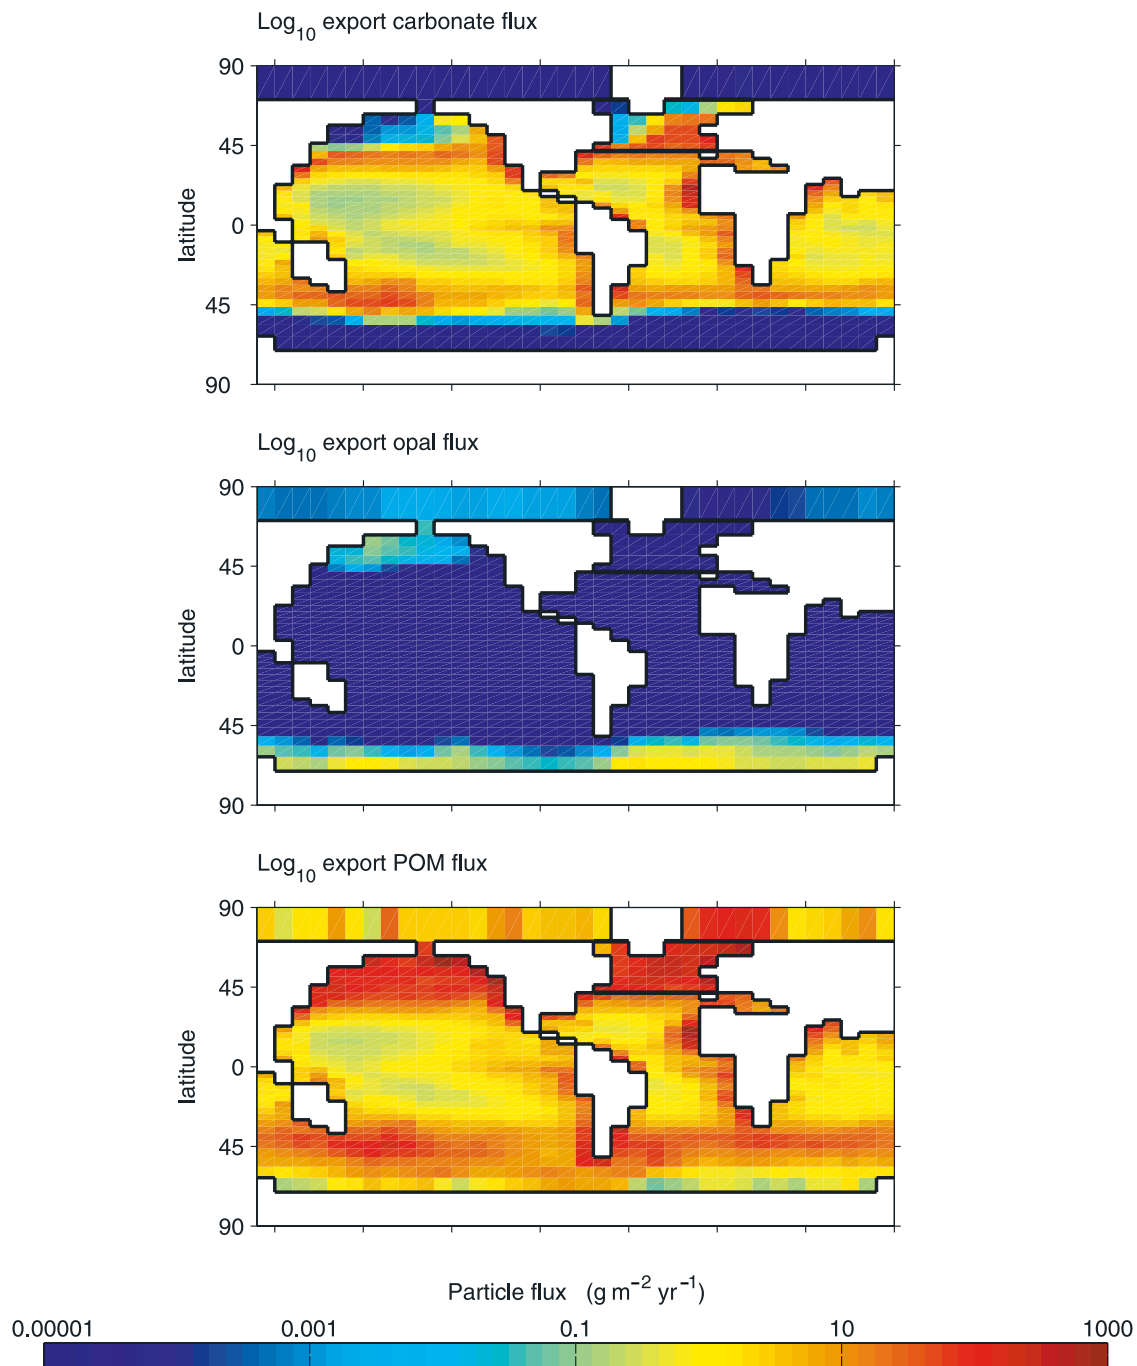 Log10 export carbonate flux
90
45
0
45
90
latitude
Log10 export opal flux
90
45
0
45
90
latitude
Log10 export POM flux
90
45
0
45
90
latitude
Particle flux (g m−2 yr−1)
0.00001 0.001 0.1 10 1000